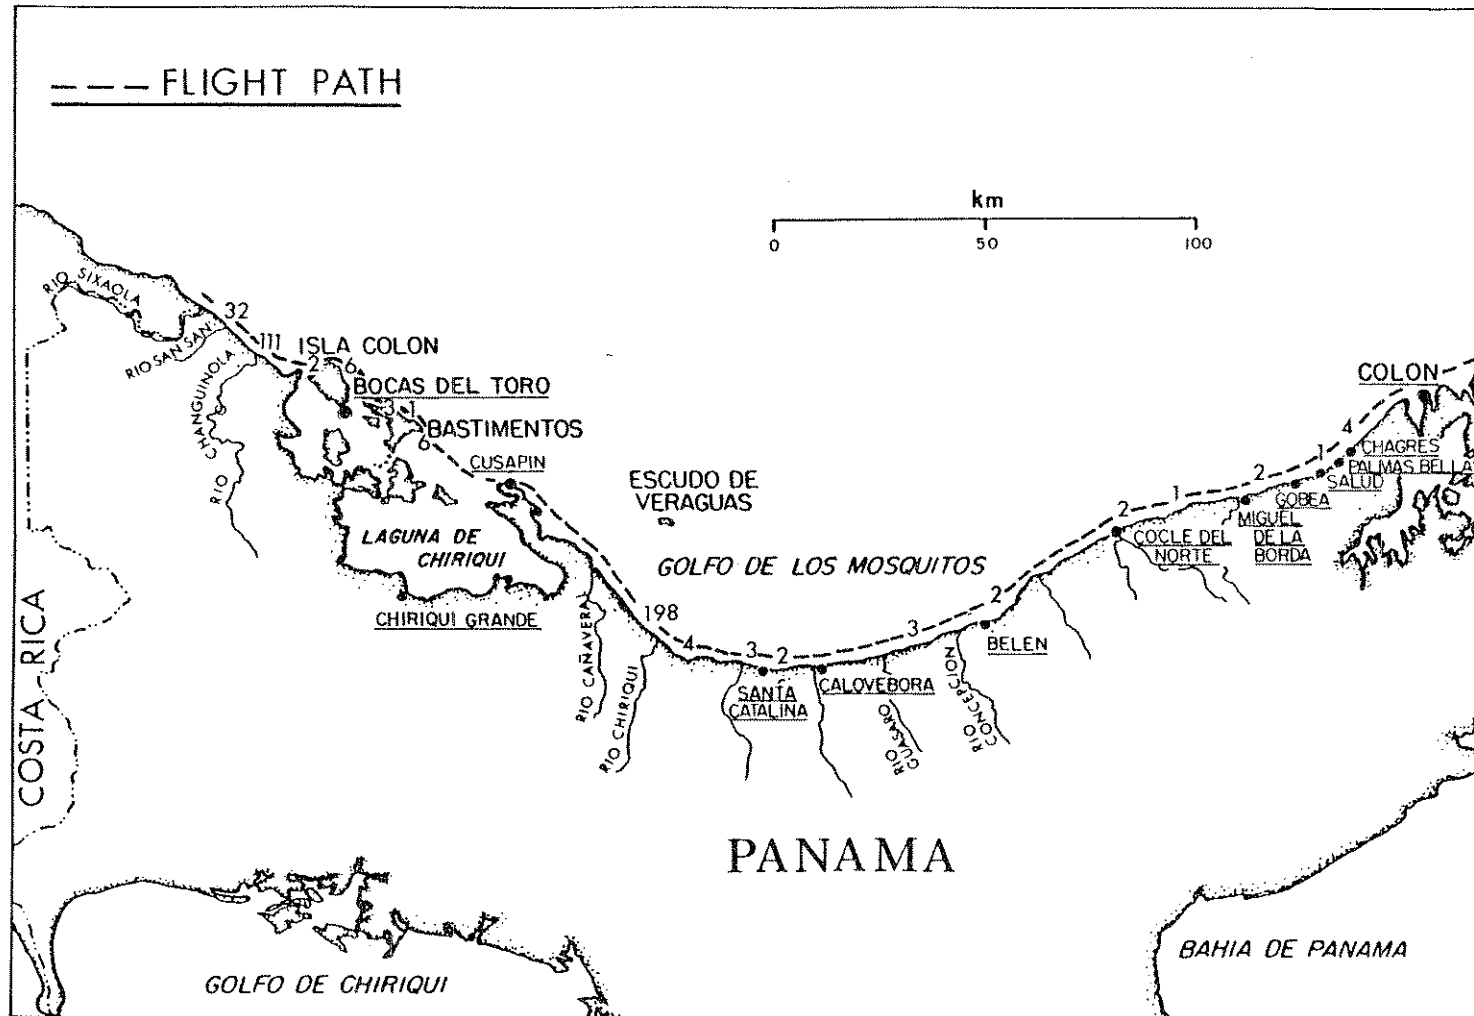 FLIGHT PATH
km
0 50 100
RIO SIXAOLA
RIO SAN SAN
32
111
ISLA COLON
2
6
RIO CHANGUINOLA
BOCAS DEL TORO
3
1
BASTIMENTOS
6
CUSAPIN
ESCUDO DE
VERAGUAS
LAGUNA DE
CHIRIQUI
GOLFO DE LOS MOSQUITOS
CHIRIQUI GRANDE
COLON
4
CHAGRES
1
PALMAS BELLAS
SALUD
2
GOBEA
1
MIGUEL
DE LA
BORDA
2
COCLE DEL
NORTE
2
BELEN
3
198
4
3
2
RIO CAÑAVERAL
RIO CHIRIQUI
SANTA
CATALINA
CALOVEBORA
RIO
GUASARO
RIO
CONCEPCION
COSTA RICA
PANAMA
GOLFO DE CHIRIQUI
BAHIA DE PANAMA